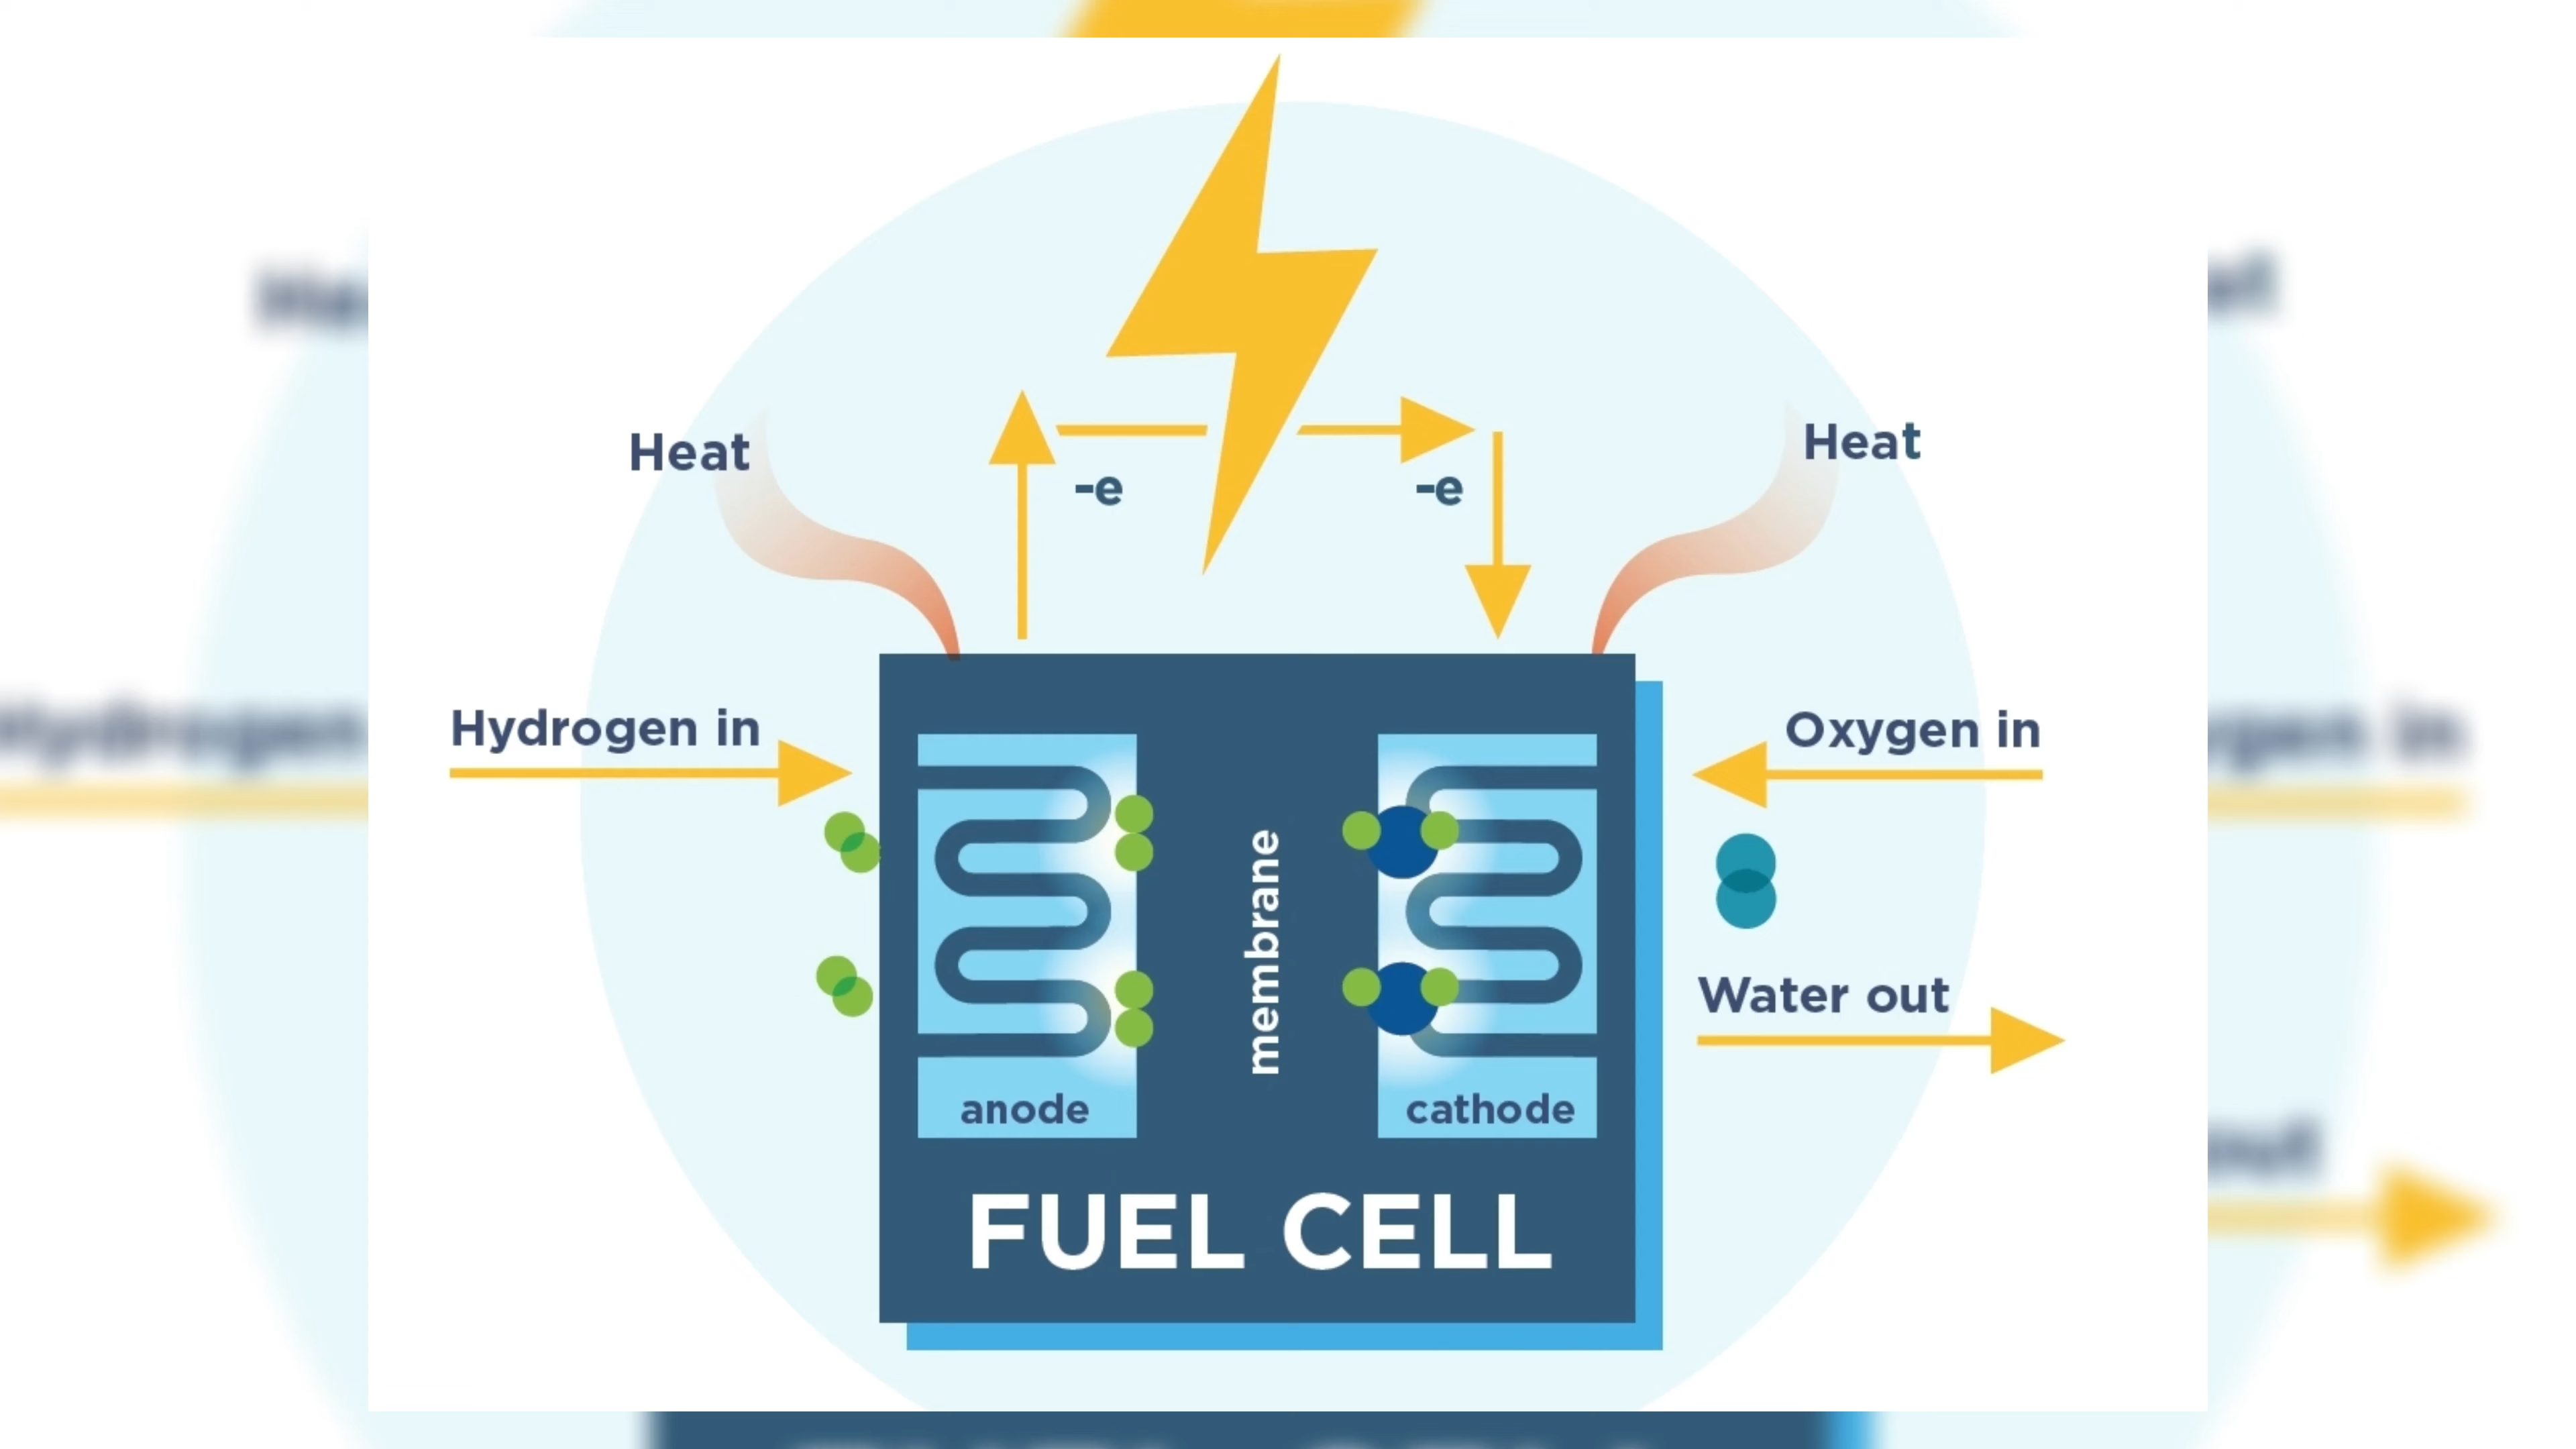 Heat
Heat
-e
-e
Hydrogen in
Oxygen in
membrane
Water out
anode
cathode
FUEL CELL